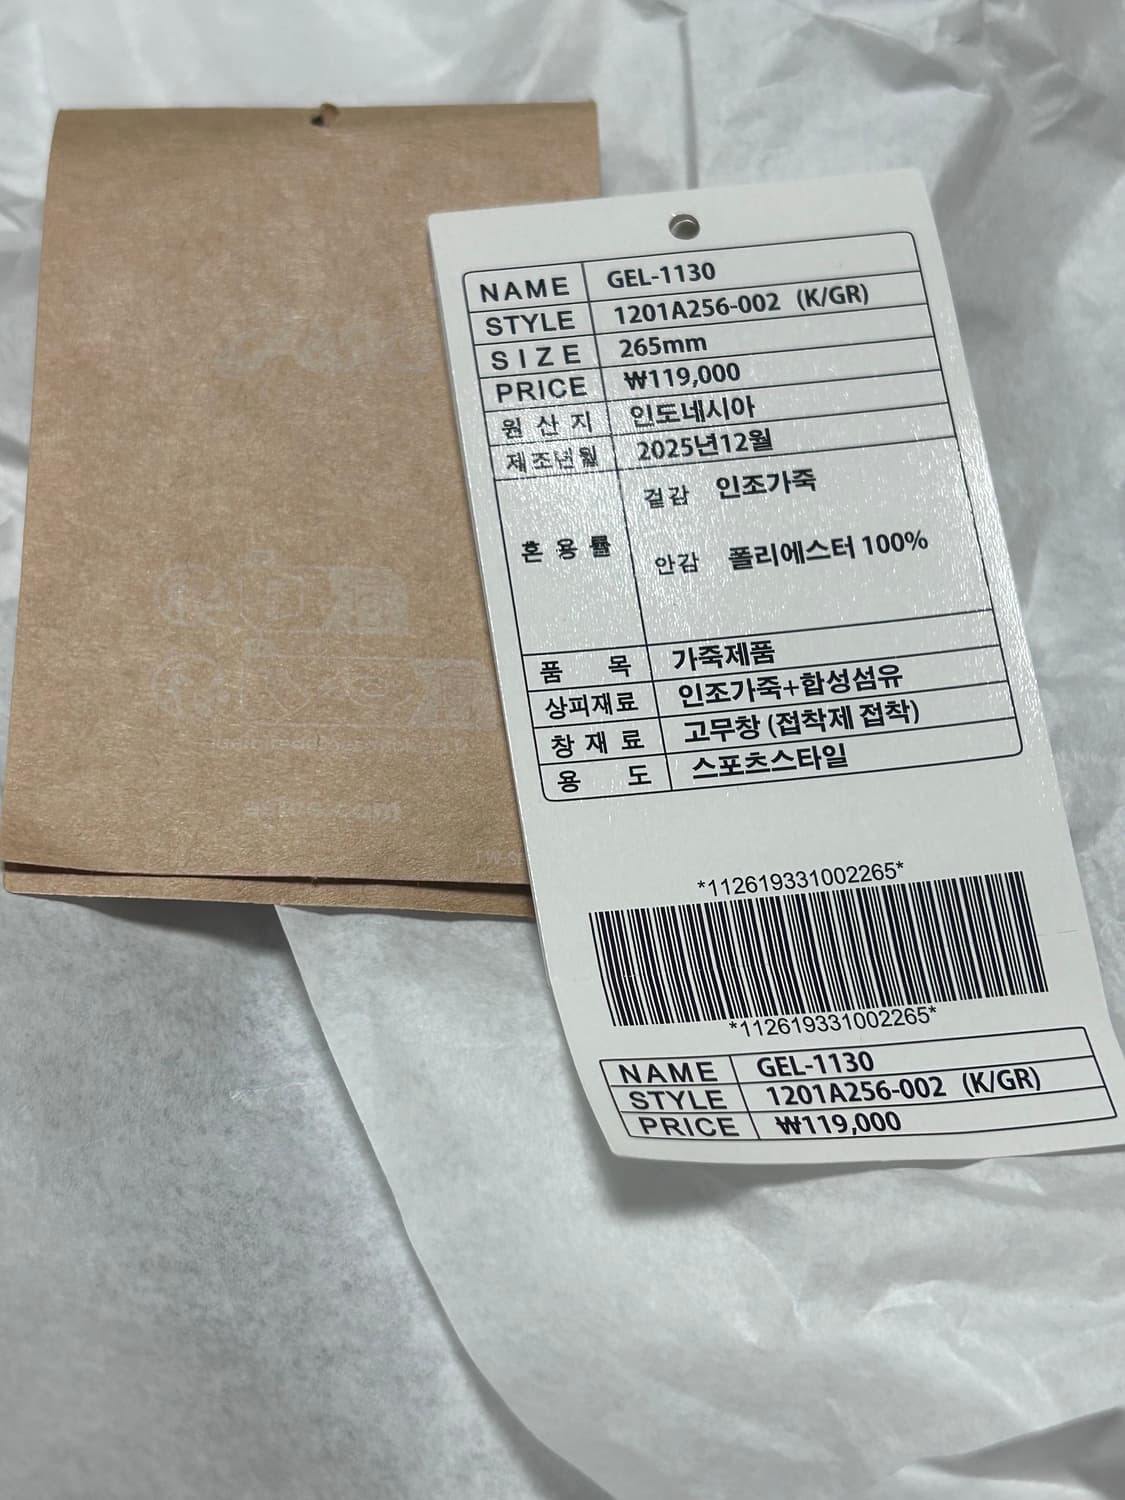 NAME GEL-1130
STYLE 1201A256-002 (K/GR)
SIZE 265mm
PRICE ₩119,000
원산지 인도네시아
제조년월 2025년12월
혼용률 겉감 인조가죽
안감 폴리에스터 100%
품목 가죽제품
상피재료 인조가죽+합성섬유
창재료 고무창 (접착제 접착)
용도 스포츠스타일
*112619331002265*
*112619331002265*
NAME GEL-1130
STYLE 1201A256-002 (K/GR)
PRICE ₩119,000